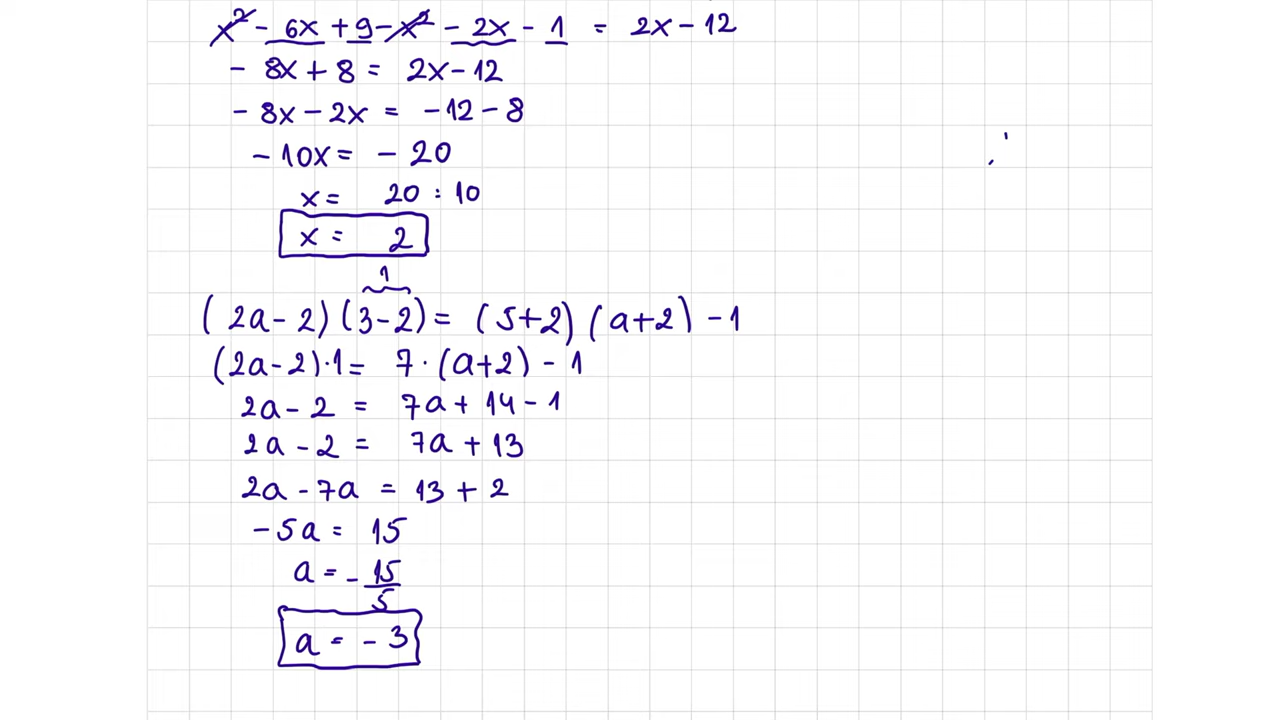 x² - 6x + 9 - x² - 2x - 1 = 2x - 12
- 8x + 8 = 2x - 12
- 8x - 2x = - 12 - 8
- 10x = - 20
x = 20 : 10
x = 2
1
(2a - 2) (3 - 2) = (5 + 2) (a + 2) - 1
(2a - 2) · 1 = 7 · (a + 2) - 1
2a - 2 = 7a + 14 - 1
2a - 2 = 7a + 13
2a - 7a = 13 + 2
- 5a = 15
a = - 15/5
a = - 3